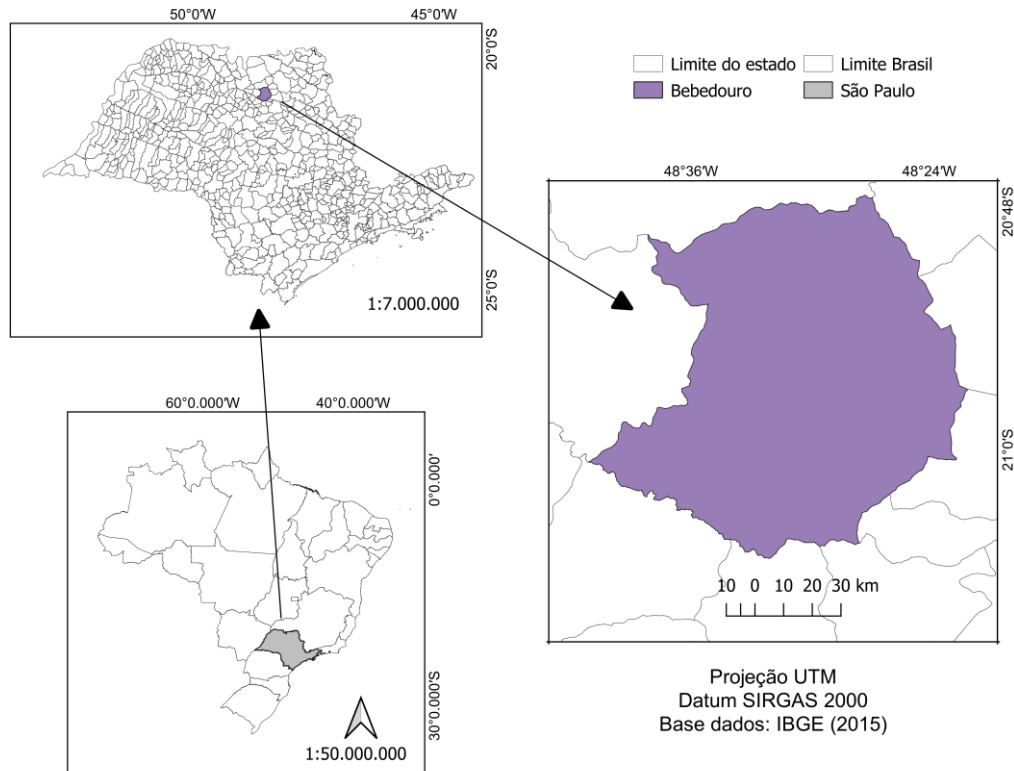 50°0'W 45°0'W
20°0'S
25°0'S
1:7.000.000
Limite do estado Limite Brasil
Bebedouro São Paulo
48°36'W 48°24'W
20°48'S
21°0'S
10 0 10 20 30 km
60°0.000'W 40°0.000'W
0°0.000'
30°0.000'S
1:50.000.000
Projeção UTM
Datum SIRGAS 2000
Base dados: IBGE (2015)